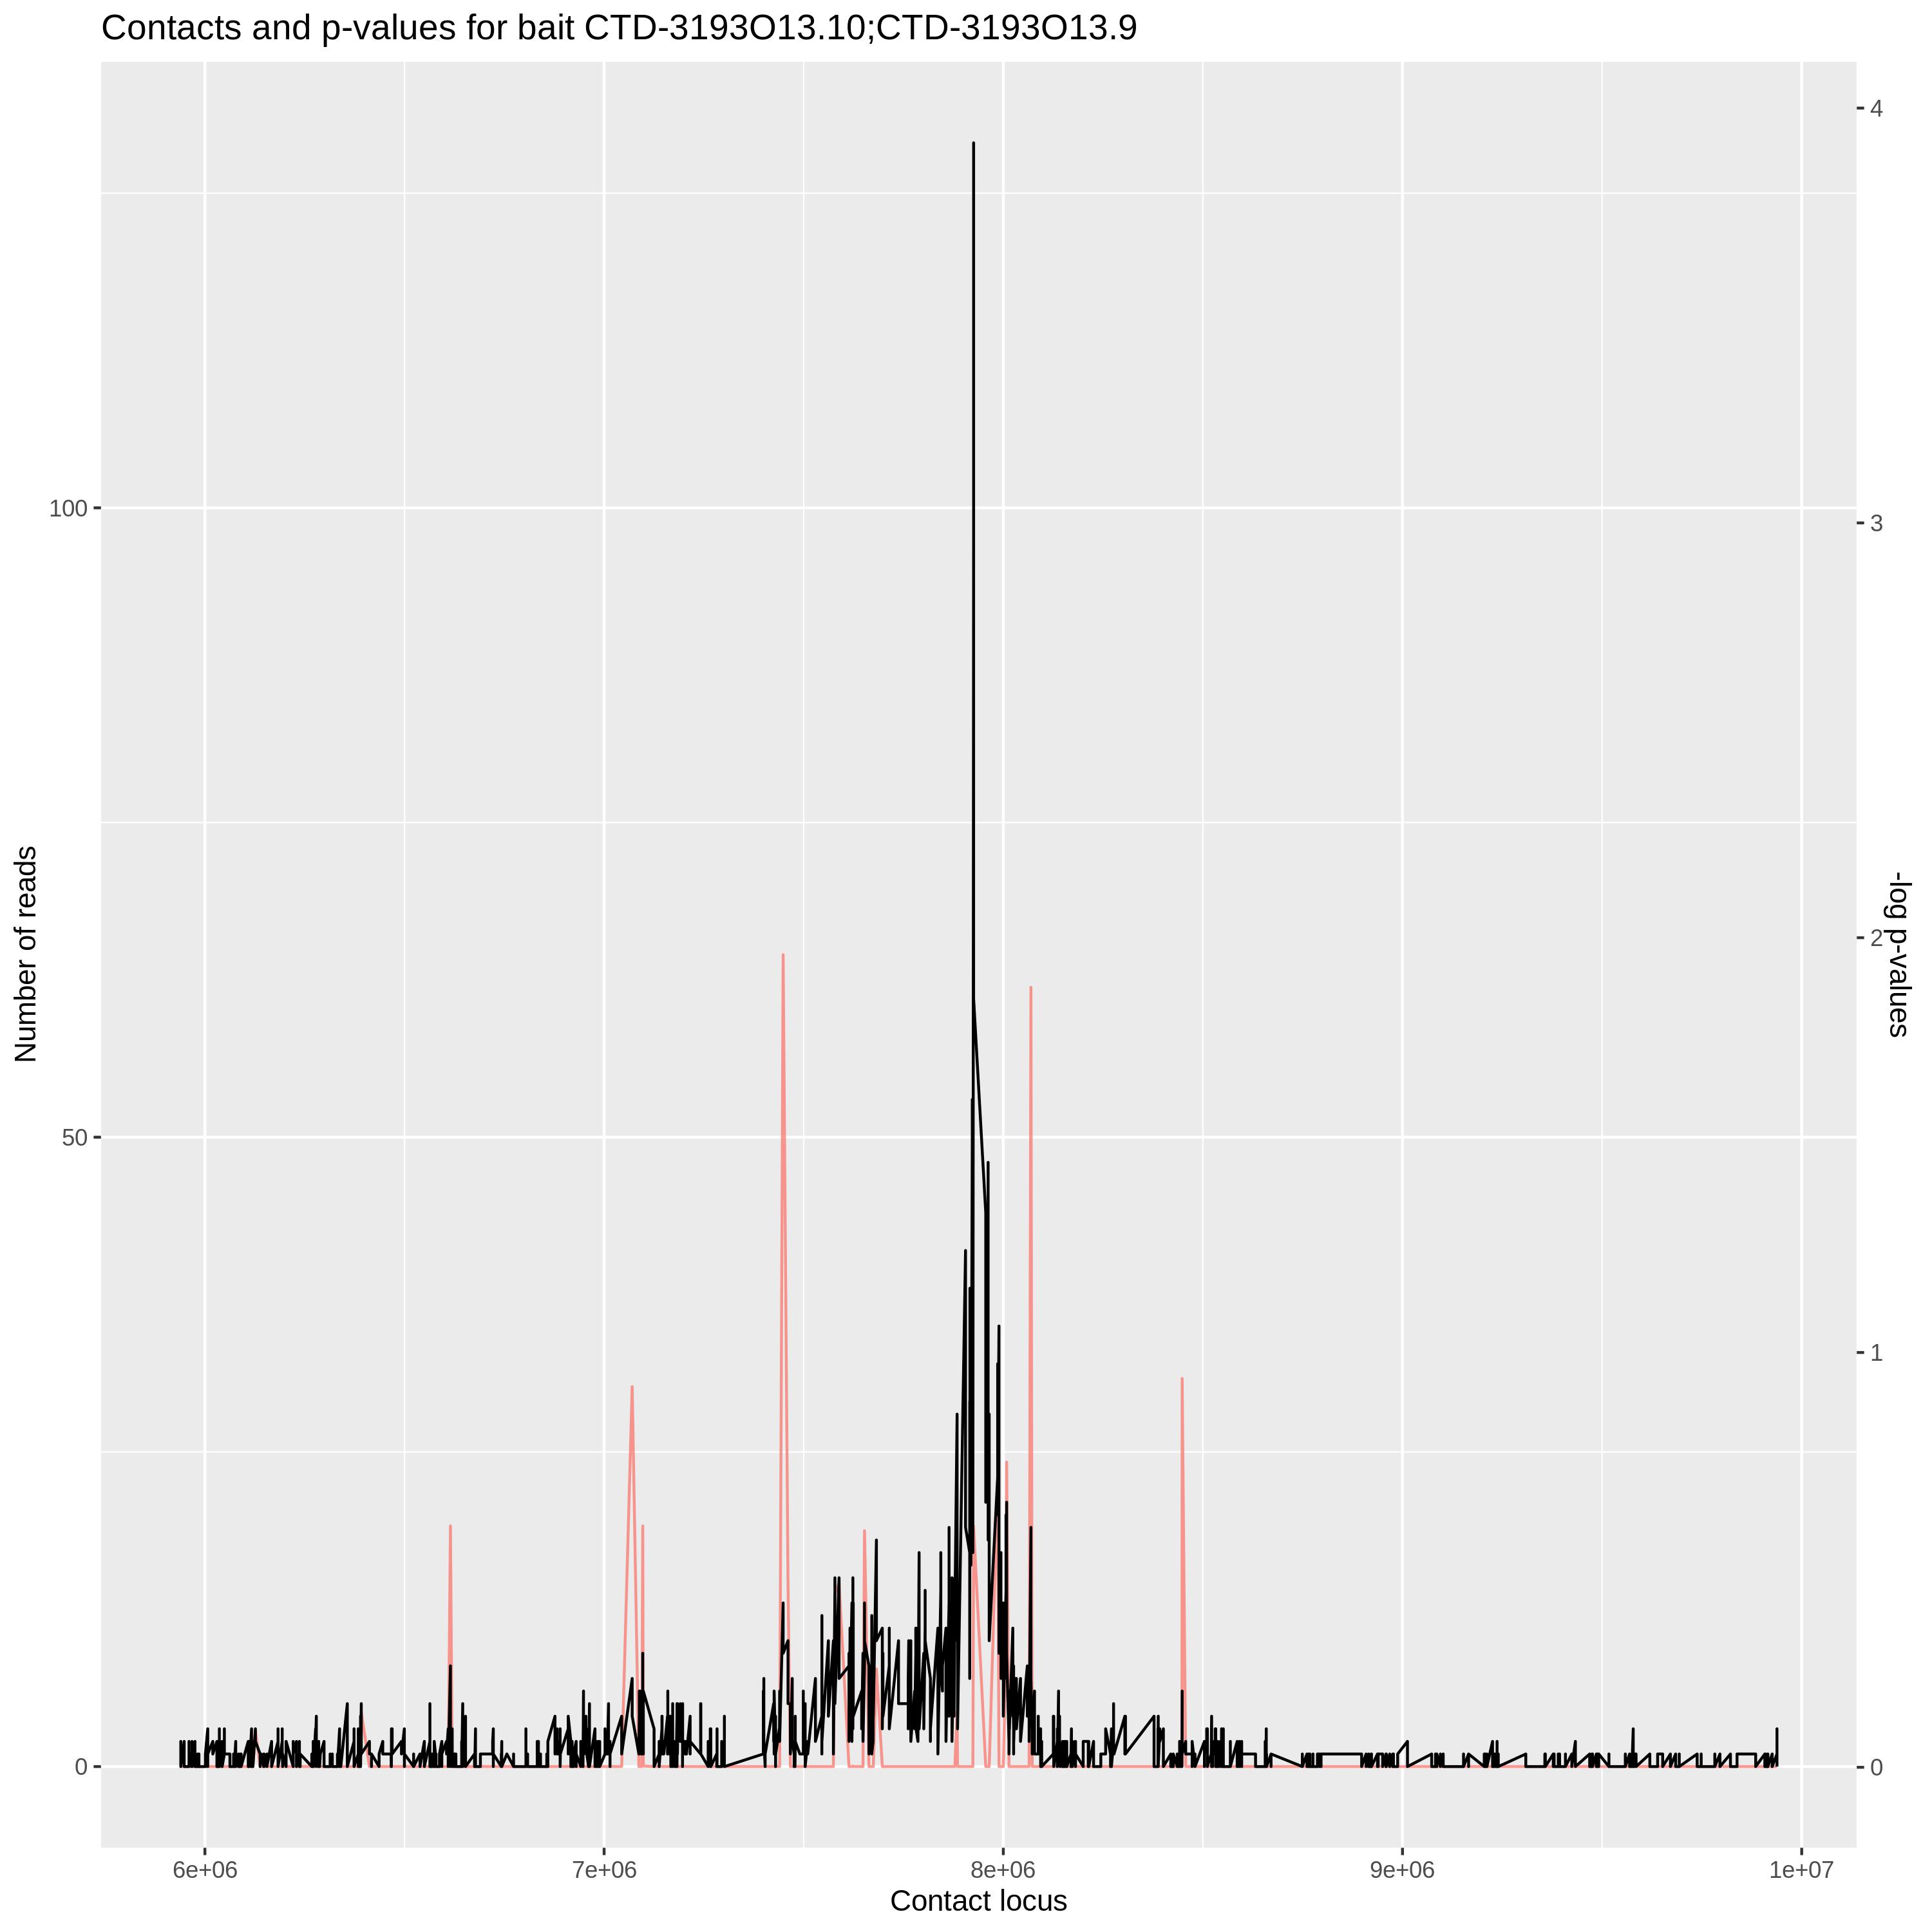 Contacts and p-values for bait CTD-3193O13.10;CTD-3193O13.9
4
100
3
Number of reads
2
-log p-values
50
1
0
0
6e+06
7e+06
8e+06
9e+06
1e+07
Contact locus